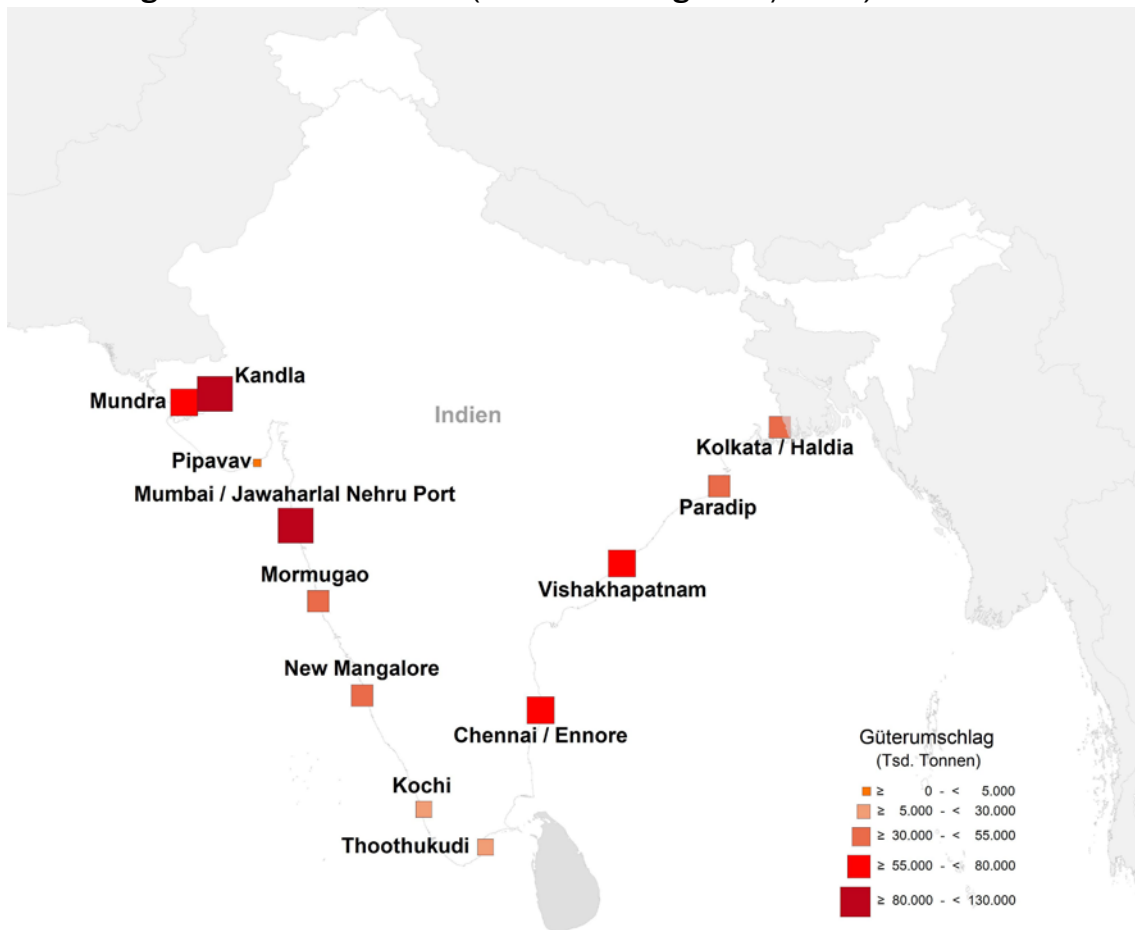 Kandla
Mundra
Indien
Pipavav
Kolkata / Haldia
Mumbai / Jawaharlal Nehru Port
Paradip
Mormugao
Vishakhapatnam
New Mangalore
Chennai / Ennore
Kochi
Thoothukudi
Güterumschlag
(Tsd. Tonnen)
≥ 0 - < 5.000
≥ 5.000 - < 30.000
≥ 30.000 - < 55.000
≥ 55.000 - < 80.000
≥ 80.000 - < 130.000